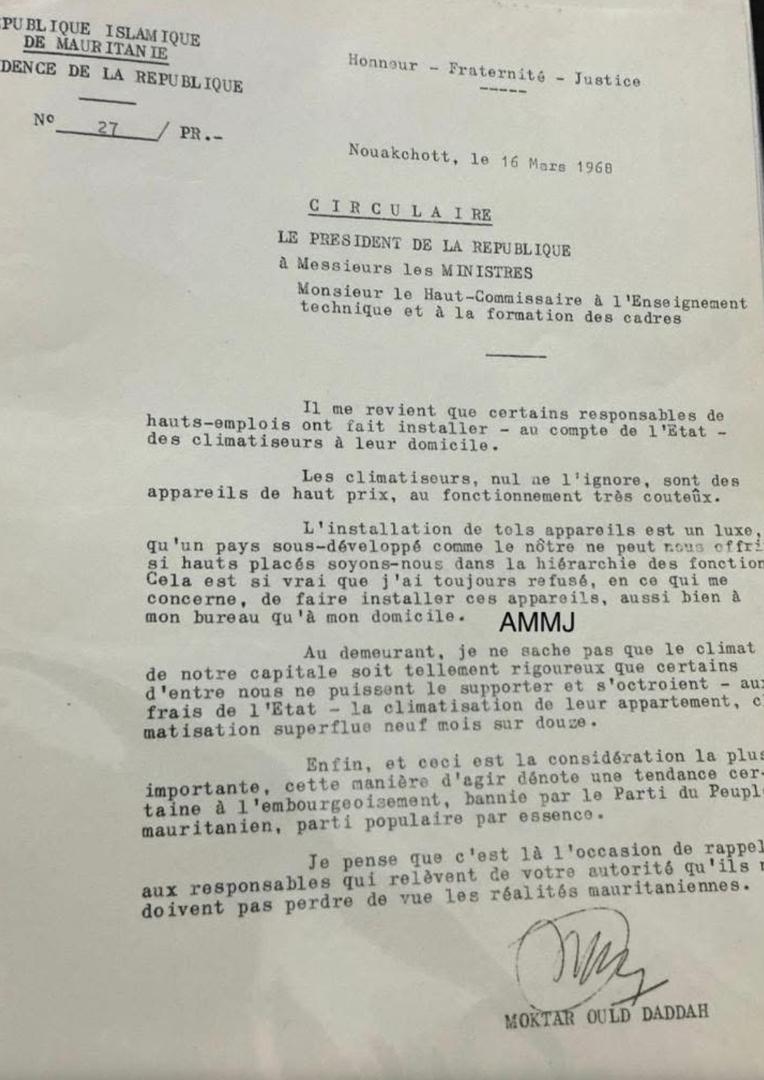 PUBLIQUE ISLAMIQUE
DE MAURITANIE
DENCE DE LA REPUBLIQUE
N° 27 / PR.-
Honneur - Fraternité - Justice
Nouakchott, le 16 Mars 1968
CIRCULAIRE
LE PRESIDENT DE LA REPUBLIQUE
à Messieurs les MINISTRES
Monsieur le Haut-Commissaire à l'Enseignement
technique et à la formation des cadres
Il me revient que certains responsables de
hauts-emplois ont fait installer - au compte de l'Etat -
des climatiseurs à leur domicile.
Les climatiseurs, nul ne l'ignore, sont des
appareils de haut prix, au fonctionnement très couteûx.
L'installation de tels appareils est un luxe,
qu'un pays sous-développé comme le nôtre ne peut nous offri
si hauts placés soyons-nous dans la hiérarchie des fonction
Cela est si vrai que j'ai toujours refusé, en ce qui me
concerne, de faire installer ces appareils, aussi bien à
mon bureau qu'à mon domicile.
AMMJ
Au demeurant, je ne sache pas que le climat
de notre capitale soit tellement rigoureux que certains
d'entre nous ne puissent le supporter et s'octroient - aux
frais de l'Etat - la climatisation de leur appartement, c
matisation superflue neuf mois sur douze.
Enfin, et ceci est la considération la plus
importante, cette manière d'agir dénote une tendance cer-
taine à l'embourgeoisement, bannie par le Parti du Peupl
mauritanien, parti populaire par essence.
Je pense que c'est là l'occasion de rappel
aux responsables qui relèvent de votre autorité qu'ils n
doivent pas perdre de vue les réalités mauritaniennes.
MOKTAR OULD DADDAH